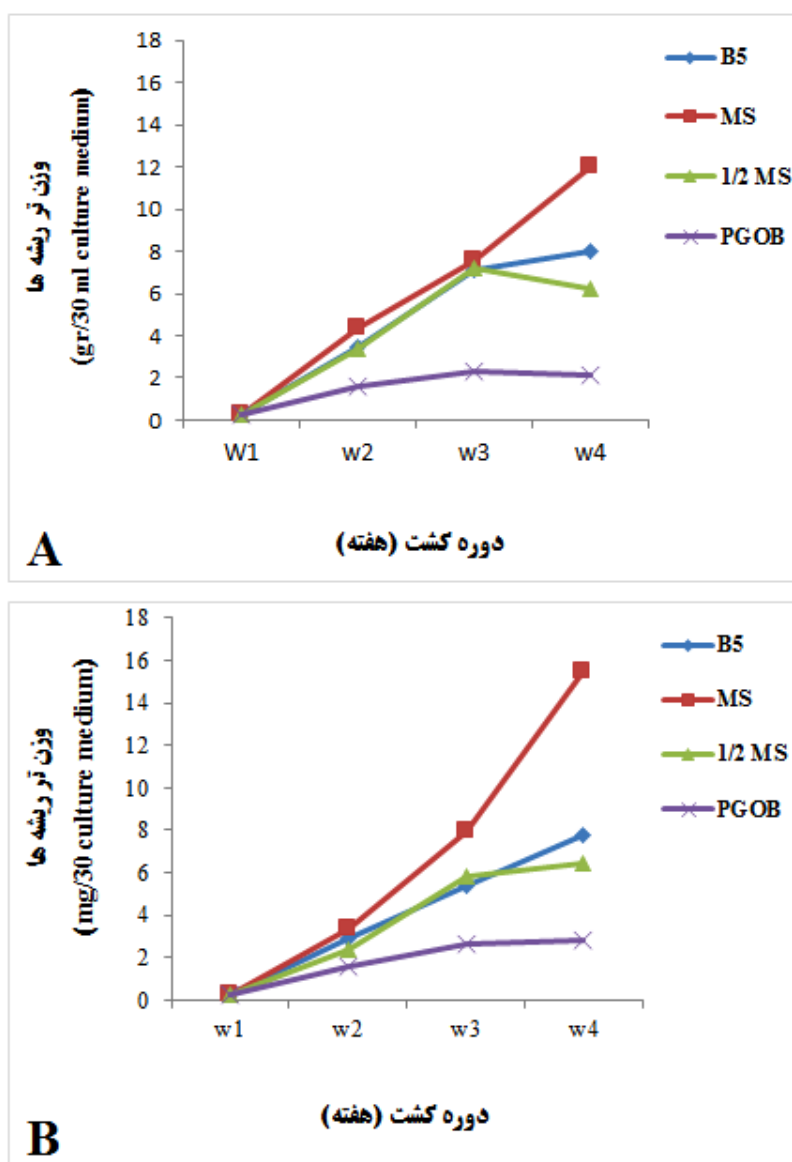 18
16
14
12
10
8
6
4
2
0
وزن تر ریشه ها
(gr/30 ml culture medium)
W1 w2 w3 w4
دوره کشت (هفته)
B5
MS
1/2 MS
PGOB
A
18
16
14
12
10
8
6
4
2
0
وزن تر ریشه ها
(mg/30 culture medium)
w1 w2 w3 w4
دوره کشت (هفته)
B5
MS
1/2 MS
PGOB
B